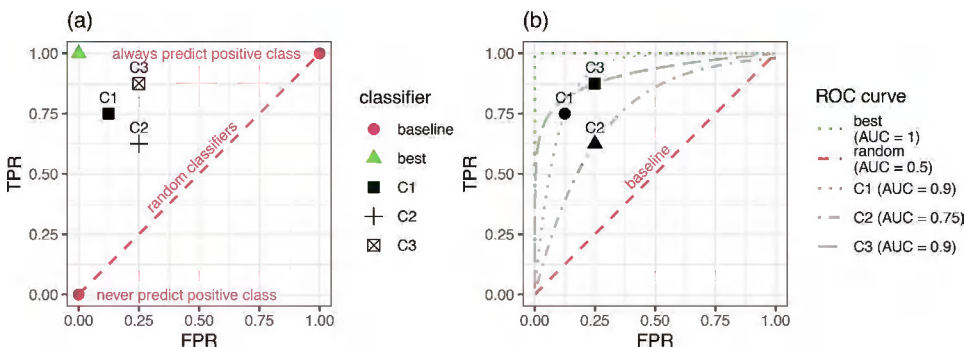 (a)
always predict positive class
C3
C1
C2
random classifiers
never predict positive class
1.00
0.75
0.50
0.25
0.00
TPR
0.00
0.25
0.50
0.75
1.00
FPR
classifier
baseline
best
C1
C2
C3
(b)
C3
C1
C2
baseline
1.00
0.75
0.50
0.25
0.00
TPR
0.00
0.25
0.50
0.75
1.00
FPR
ROC curve
best
(AUC = 1)
random
(AUC = 0.5)
C1 (AUC = 0.9)
C2 (AUC = 0.75)
C3 (AUC = 0.9)